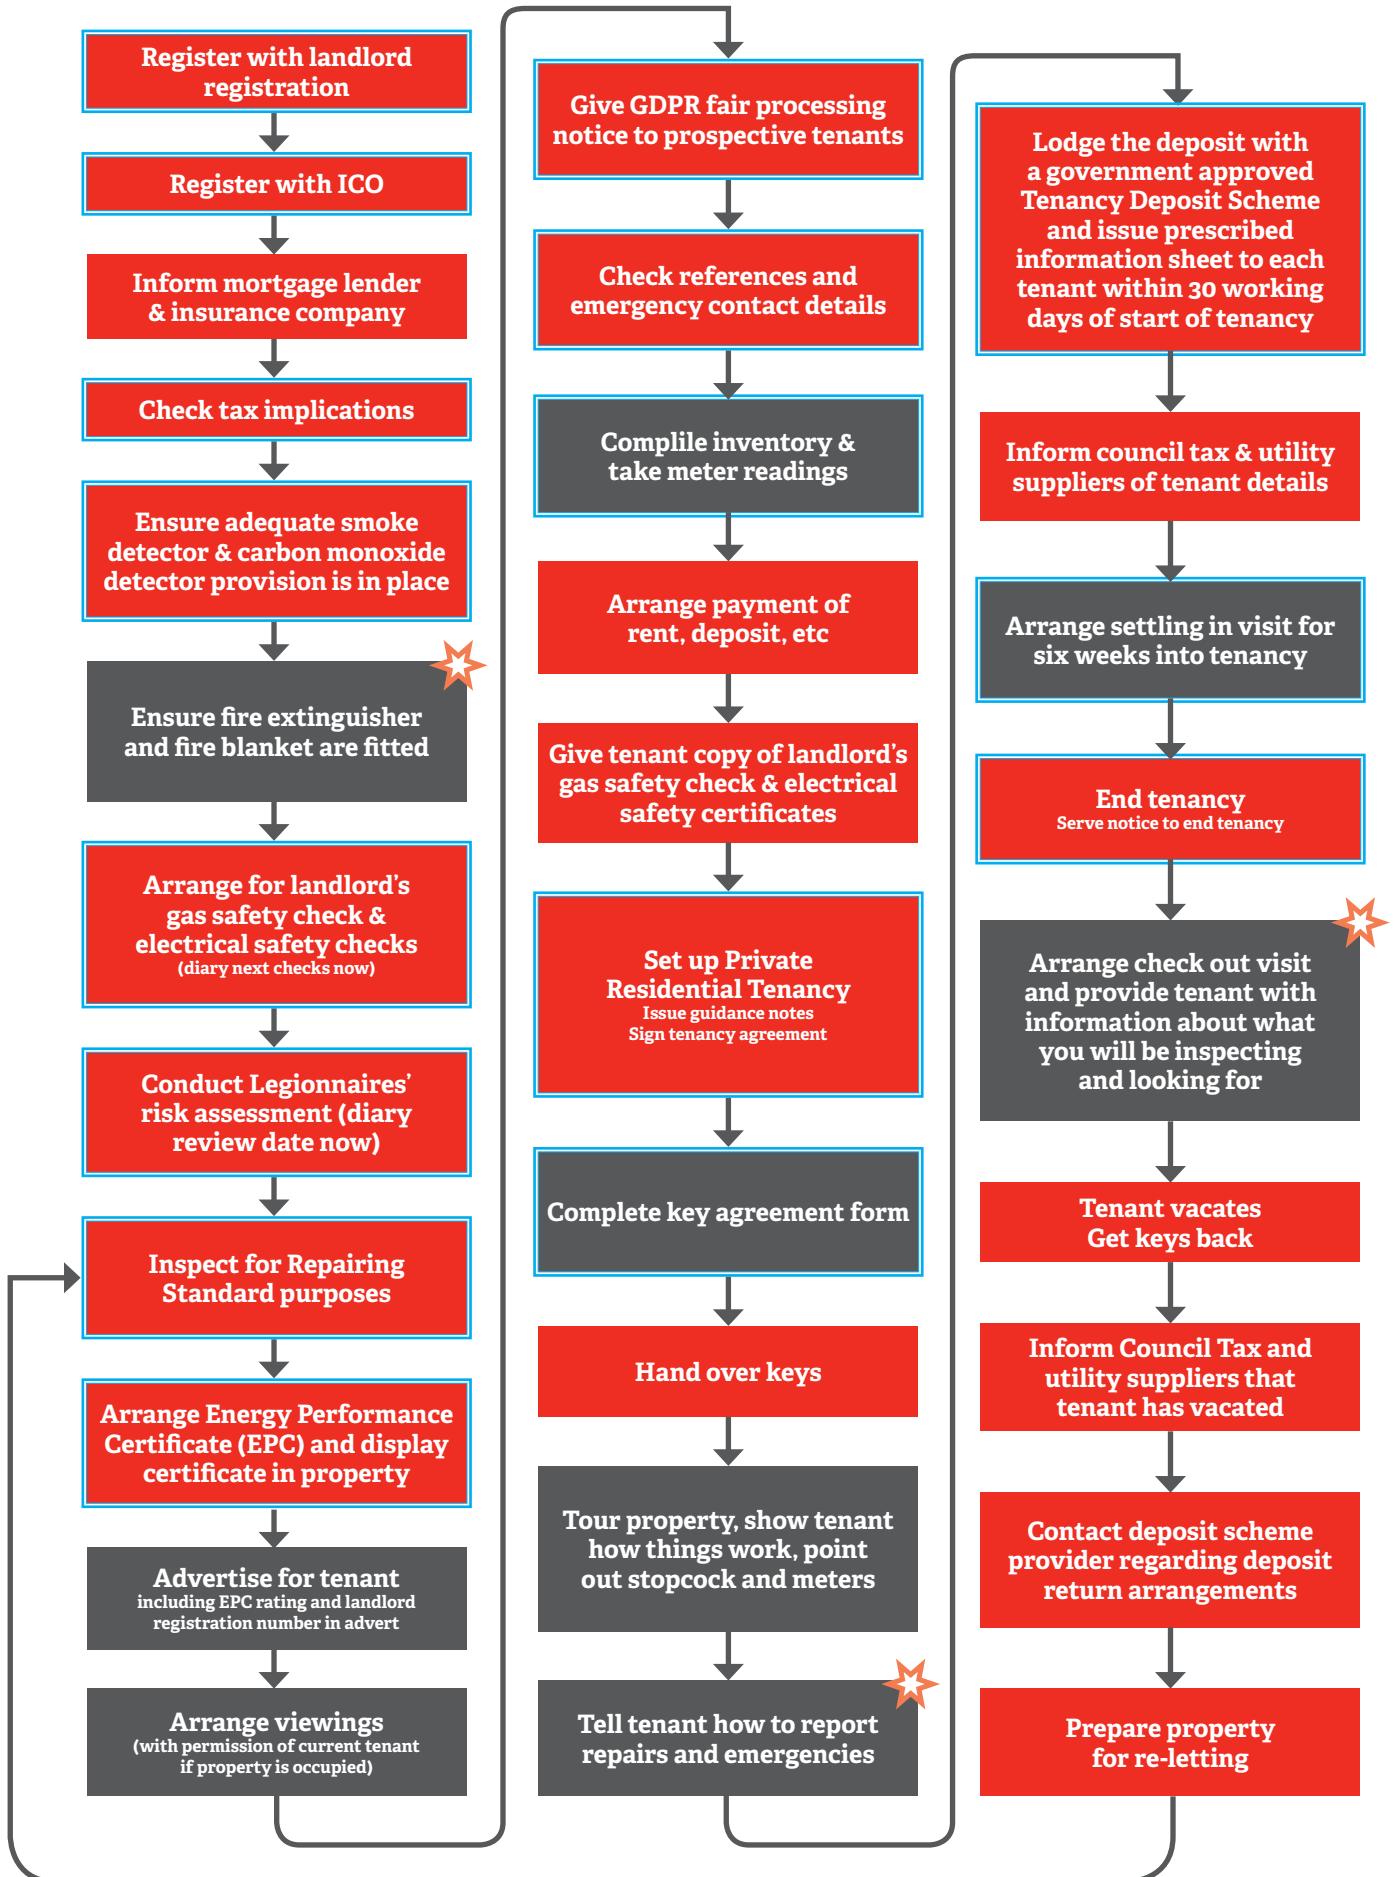 Register with landlord
registration
Register with ICO
Inform mortgage lender
& insurance company
Check tax implications
Ensure adequate smoke
detector & carbon monoxide
detector provision is in place
Ensure fire extinguisher
and fire blanket are fitted
Arrange for landlord's
gas safety check &
electrical safety checks
(diary next checks now)
Conduct Legionnaires'
risk assessment (diary
review date now)
Inspect for Repairing
Standard purposes
Arrange Energy Performance
Certificate (EPC) and display
certificate in property
Advertise for tenant
including EPC rating and landlord
registration number in advert
Arrange viewings
(with permission of current tenant
if property is occupied)
Give GDPR fair processing
notice to prospective tenants
Check references and
emergency contact details
Complile inventory &
take meter readings
Arrange payment of
rent, deposit, etc
Give tenant copy of landlord's
gas safety check & electrical
safety certificates
Set up Private
Residential Tenancy
Issue guidance notes
Sign tenancy agreement
Complete key agreement form
Hand over keys
Tour property, show tenant
how things work, point
out stopcock and meters
Tell tenant how to report
repairs and emergencies
Lodge the deposit with
a government approved
Tenancy Deposit Scheme
and issue prescribed
information sheet to each
tenant within 30 working
days of start of tenancy
Inform council tax & utility
suppliers of tenant details
Arrange settling in visit for
six weeks into tenancy
End tenancy
Serve notice to end tenancy
Arrange check out visit
and provide tenant with
information about what
you will be inspecting
and looking for
Tenant vacates
Get keys back
Inform Council Tax and
utility suppliers that
tenant has vacated
Contact deposit scheme
provider regarding deposit
return arrangements
Prepare property
for re-letting